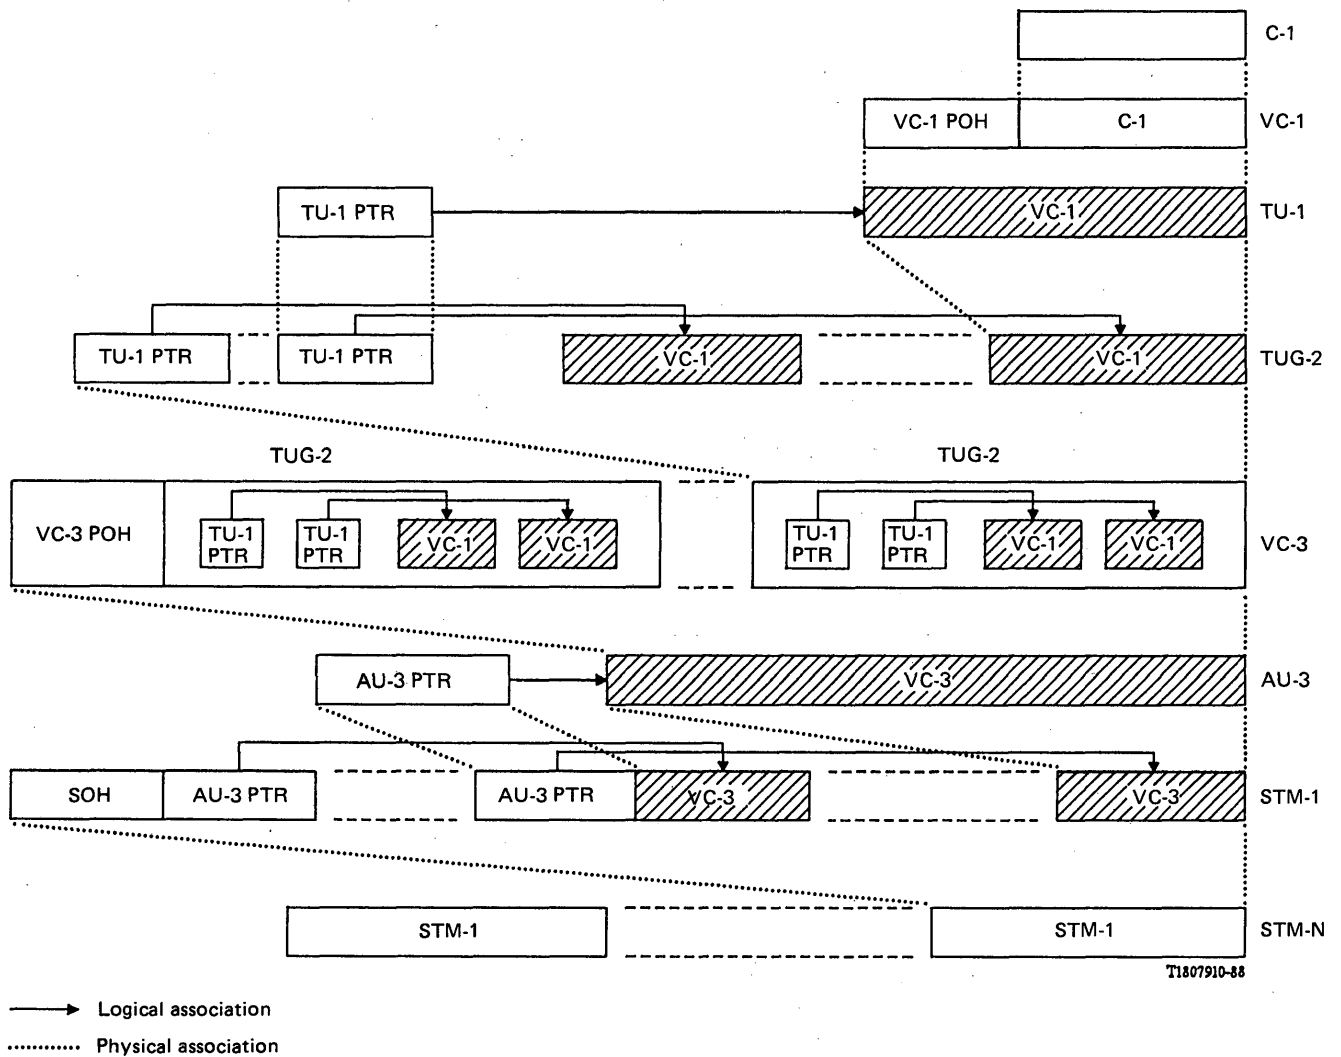 C-1
VC-1 POH C-1 VC-1
TU-1 PTR VC-1 TU-1
TU-1 PTR TU-1 PTR VC-1 VC-1 TUG-2
TUG-2 TUG-2
VC-3 POH TU-1 PTR TU-1 PTR VC-1 VC-1 TU-1 PTR TU-1 PTR VC-1 VC-1 VC-3
AU-3 PTR VC-3 AU-3
SOH AU-3 PTR AU-3 PTR VC-3 VC-3 STM-1
STM-1 STM-1 STM-N
T1807910-88
Logical association
Physical association